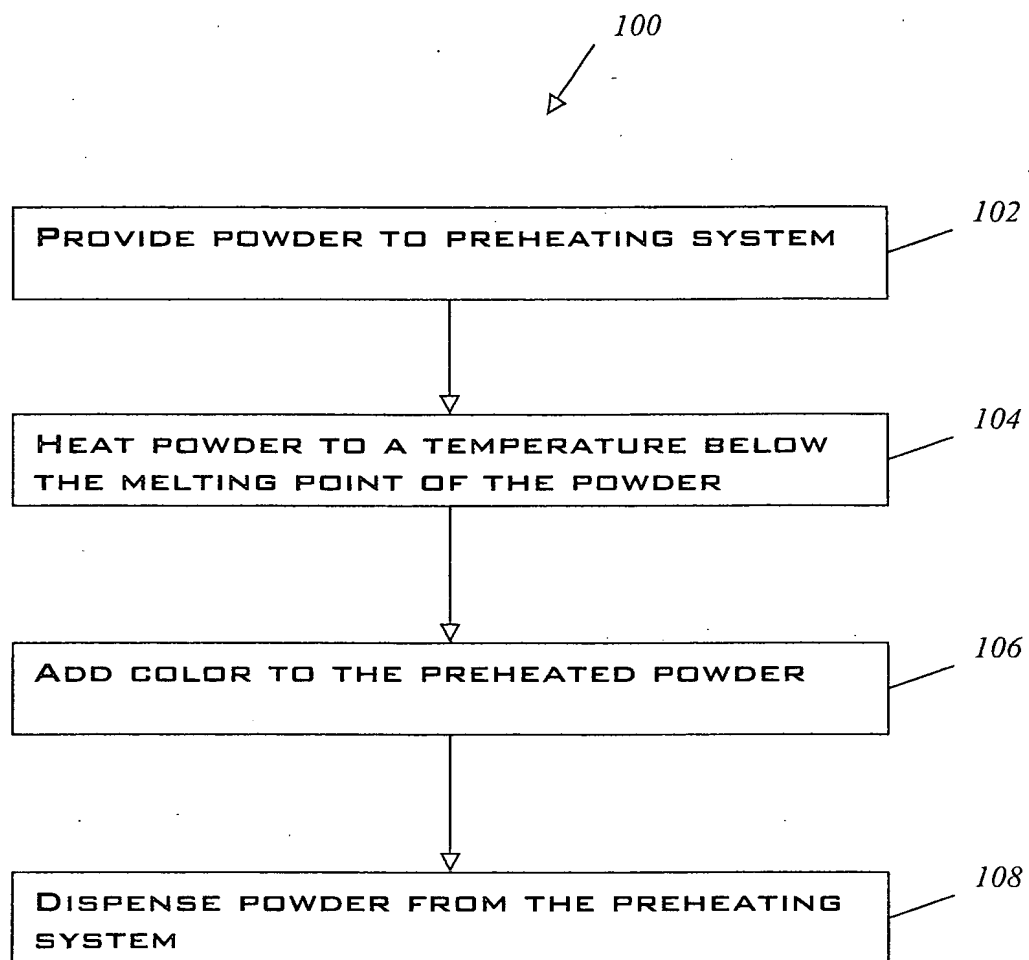 100
102
PROVIDE POWDER TO PREHEATING SYSTEM
104
HEAT POWDER TO A TEMPERATURE BELOW
THE MELTING POINT OF THE POWDER
106
ADD COLOR TO THE PREHEATED POWDER
108
DISPENSE POWDER FROM THE PREHEATING
SYSTEM